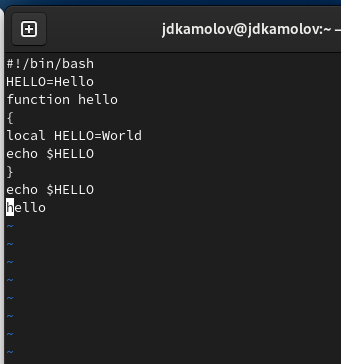 jdkamolov@jdkamolov:~ —
#!/bin/bash
HELLO=Hello
function hello
{
local HELLO=World
echo $HELLO
}
echo $HELLO
hello
~
~
~
~
~
~
~
~